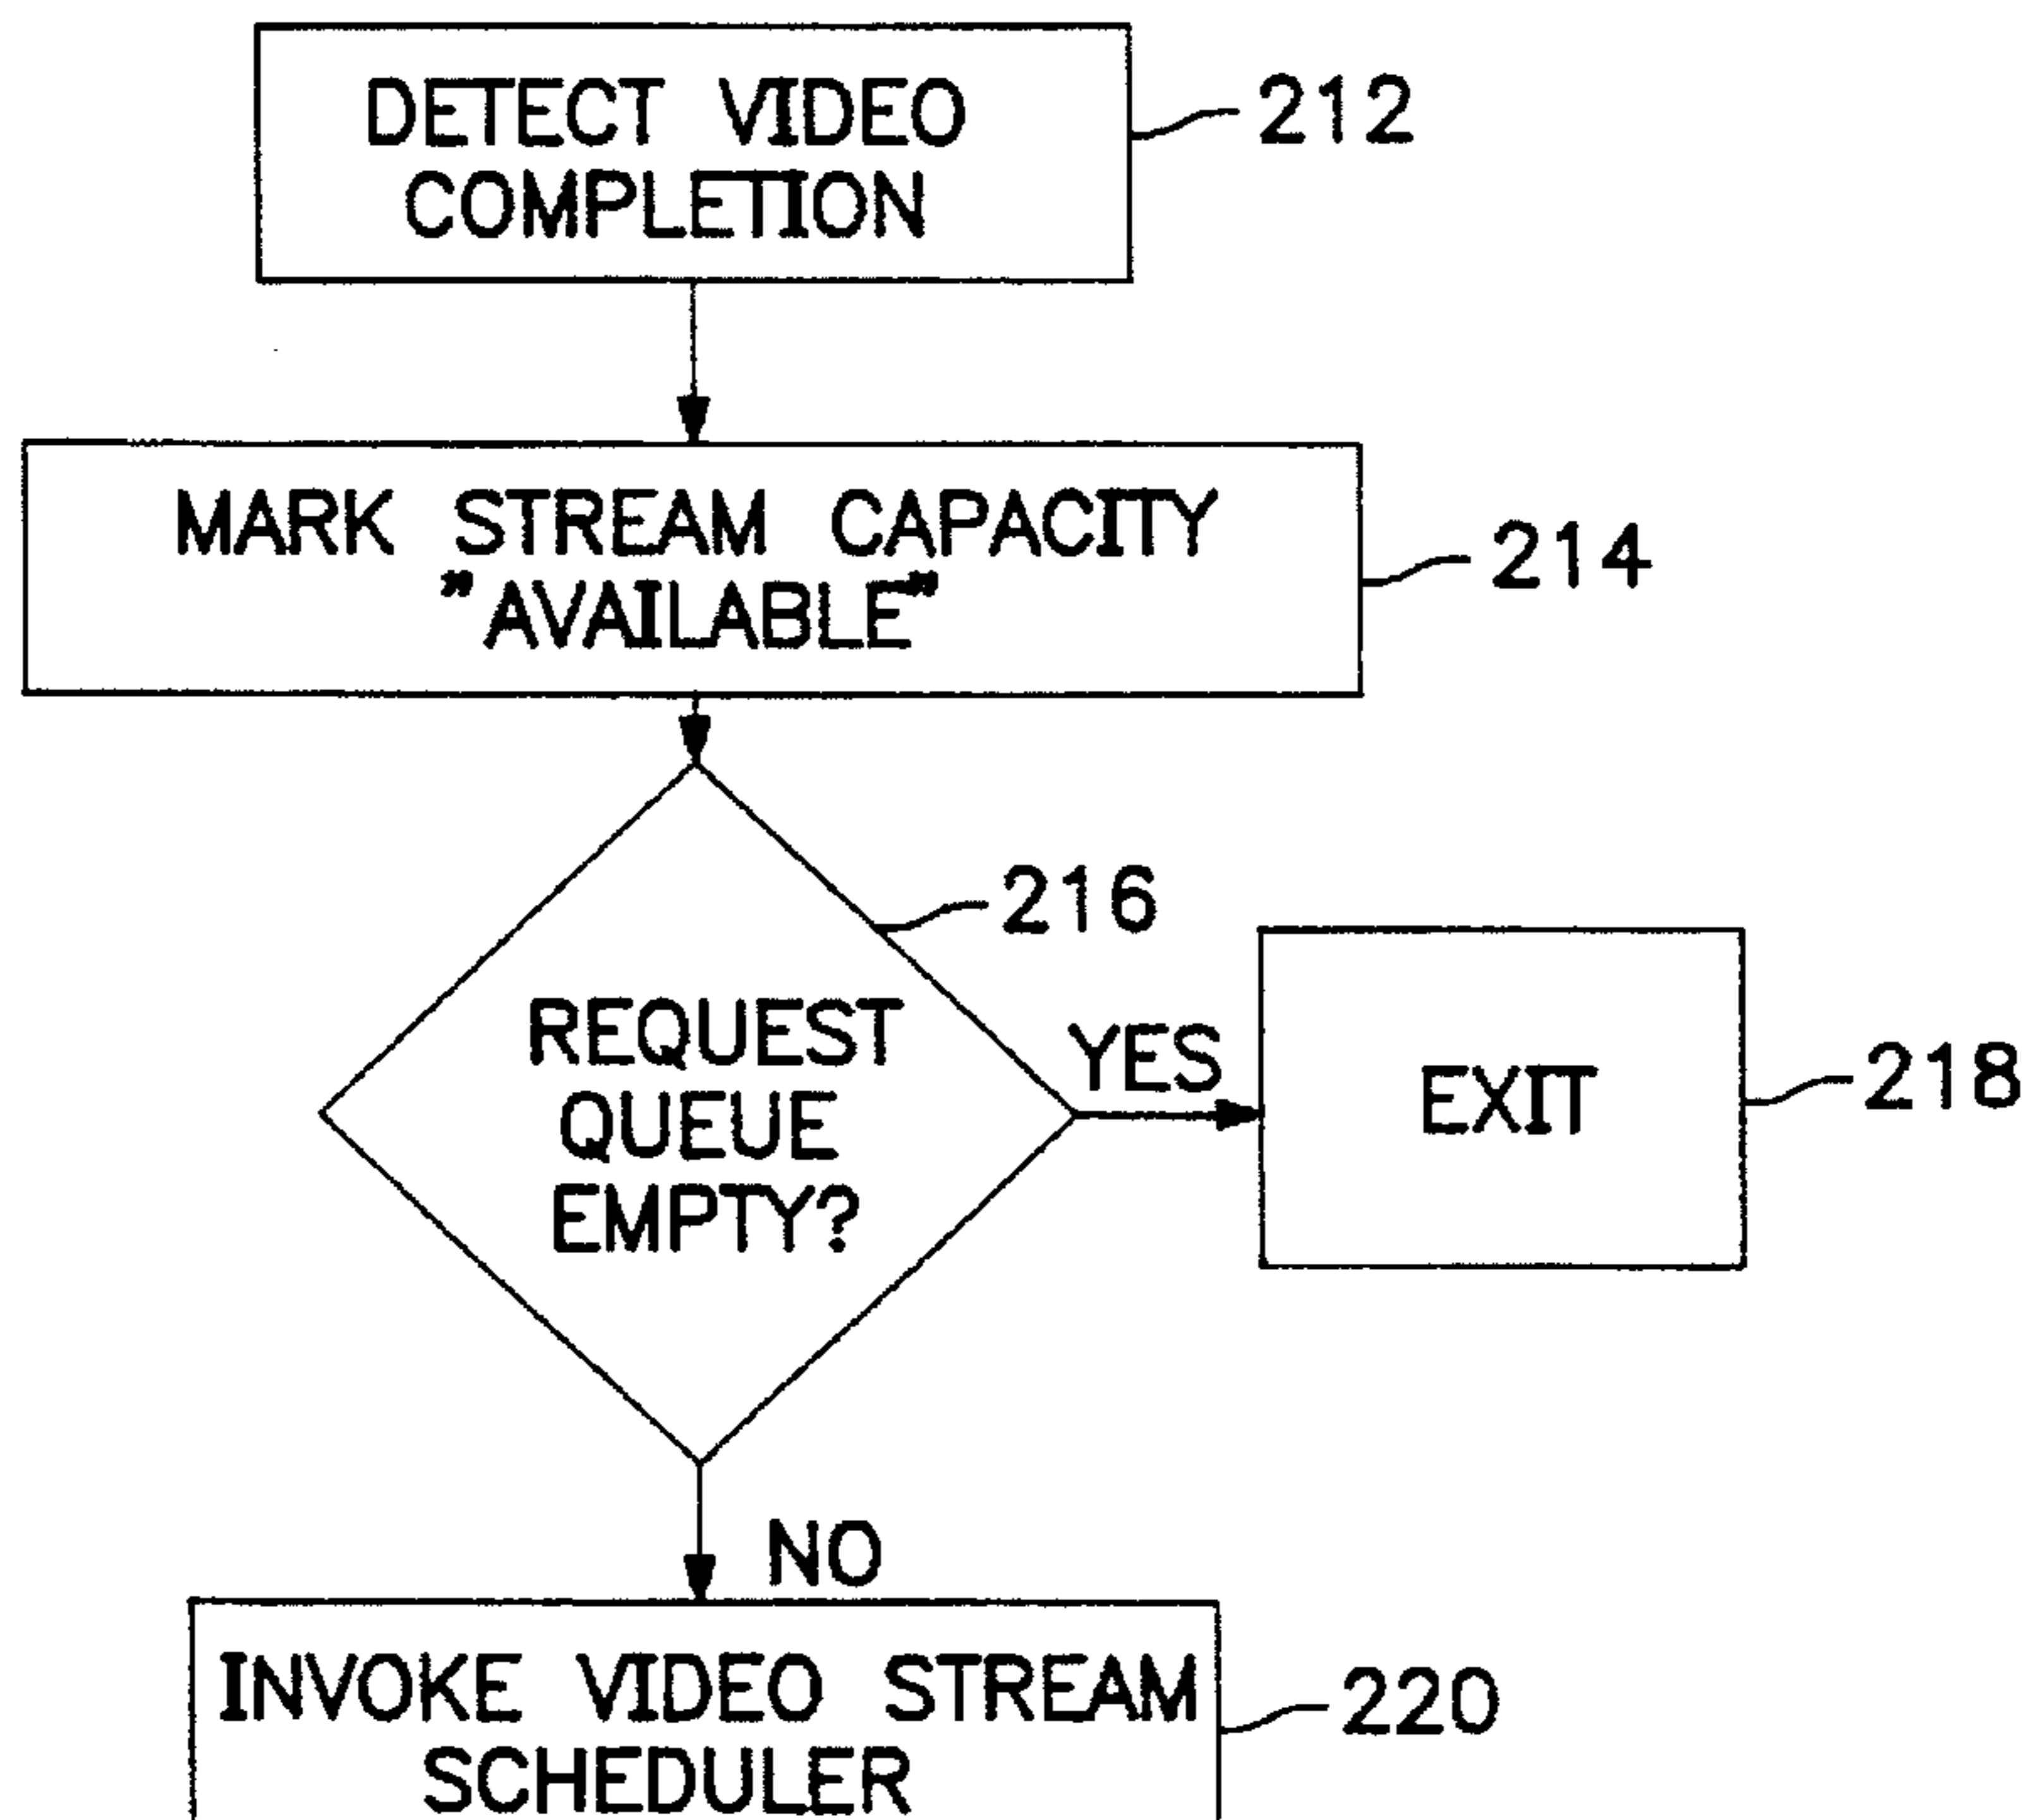 DETECT VIDEO
COMPLETION
212
MARK STREAM CAPACITY
"AVAILABLE"
214
216
REQUEST
QUEUE
EMPTY?
YES
EXIT
218
NO
INVOKE VIDEO STREAM
SCHEDULER
220